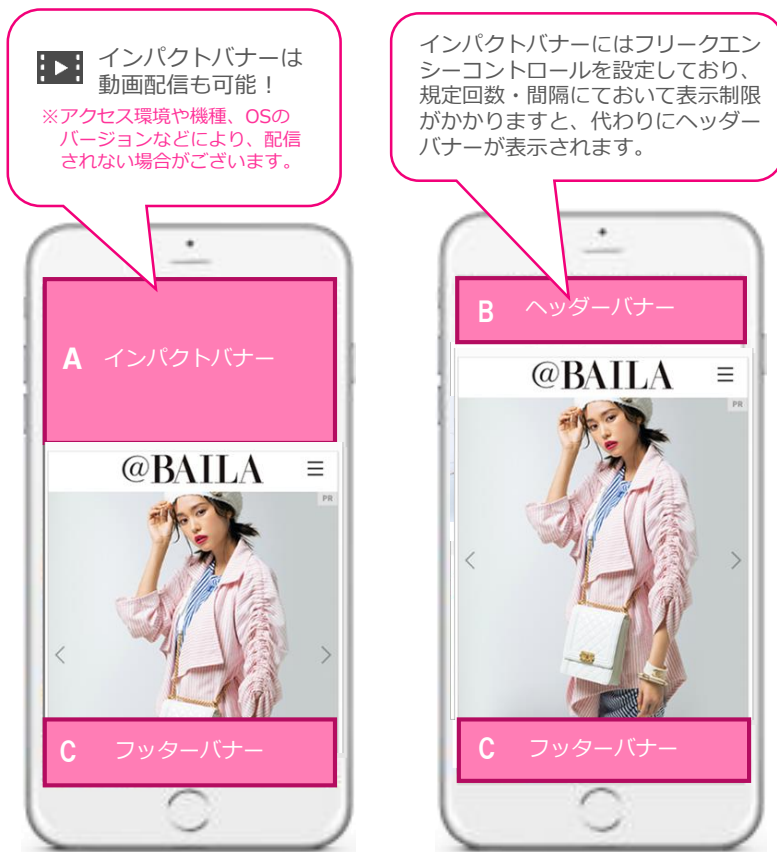 インパクトバナーは
動画配信も可能！
※アクセス環境や機種、OSの
バージョンなどにより、配信
されない場合がございます。
A インパクトバナー
@BAILA
PR
C フッターバナー
インパクトバナーにはフリークエン
シーコントロールを設定しており、
規定回数・間隔にておいて表示制限
がかかりますと、代わりにヘッダー
バナーが表示されます。
B ヘッダーバナー
@BAILA
PR
C フッターバナー